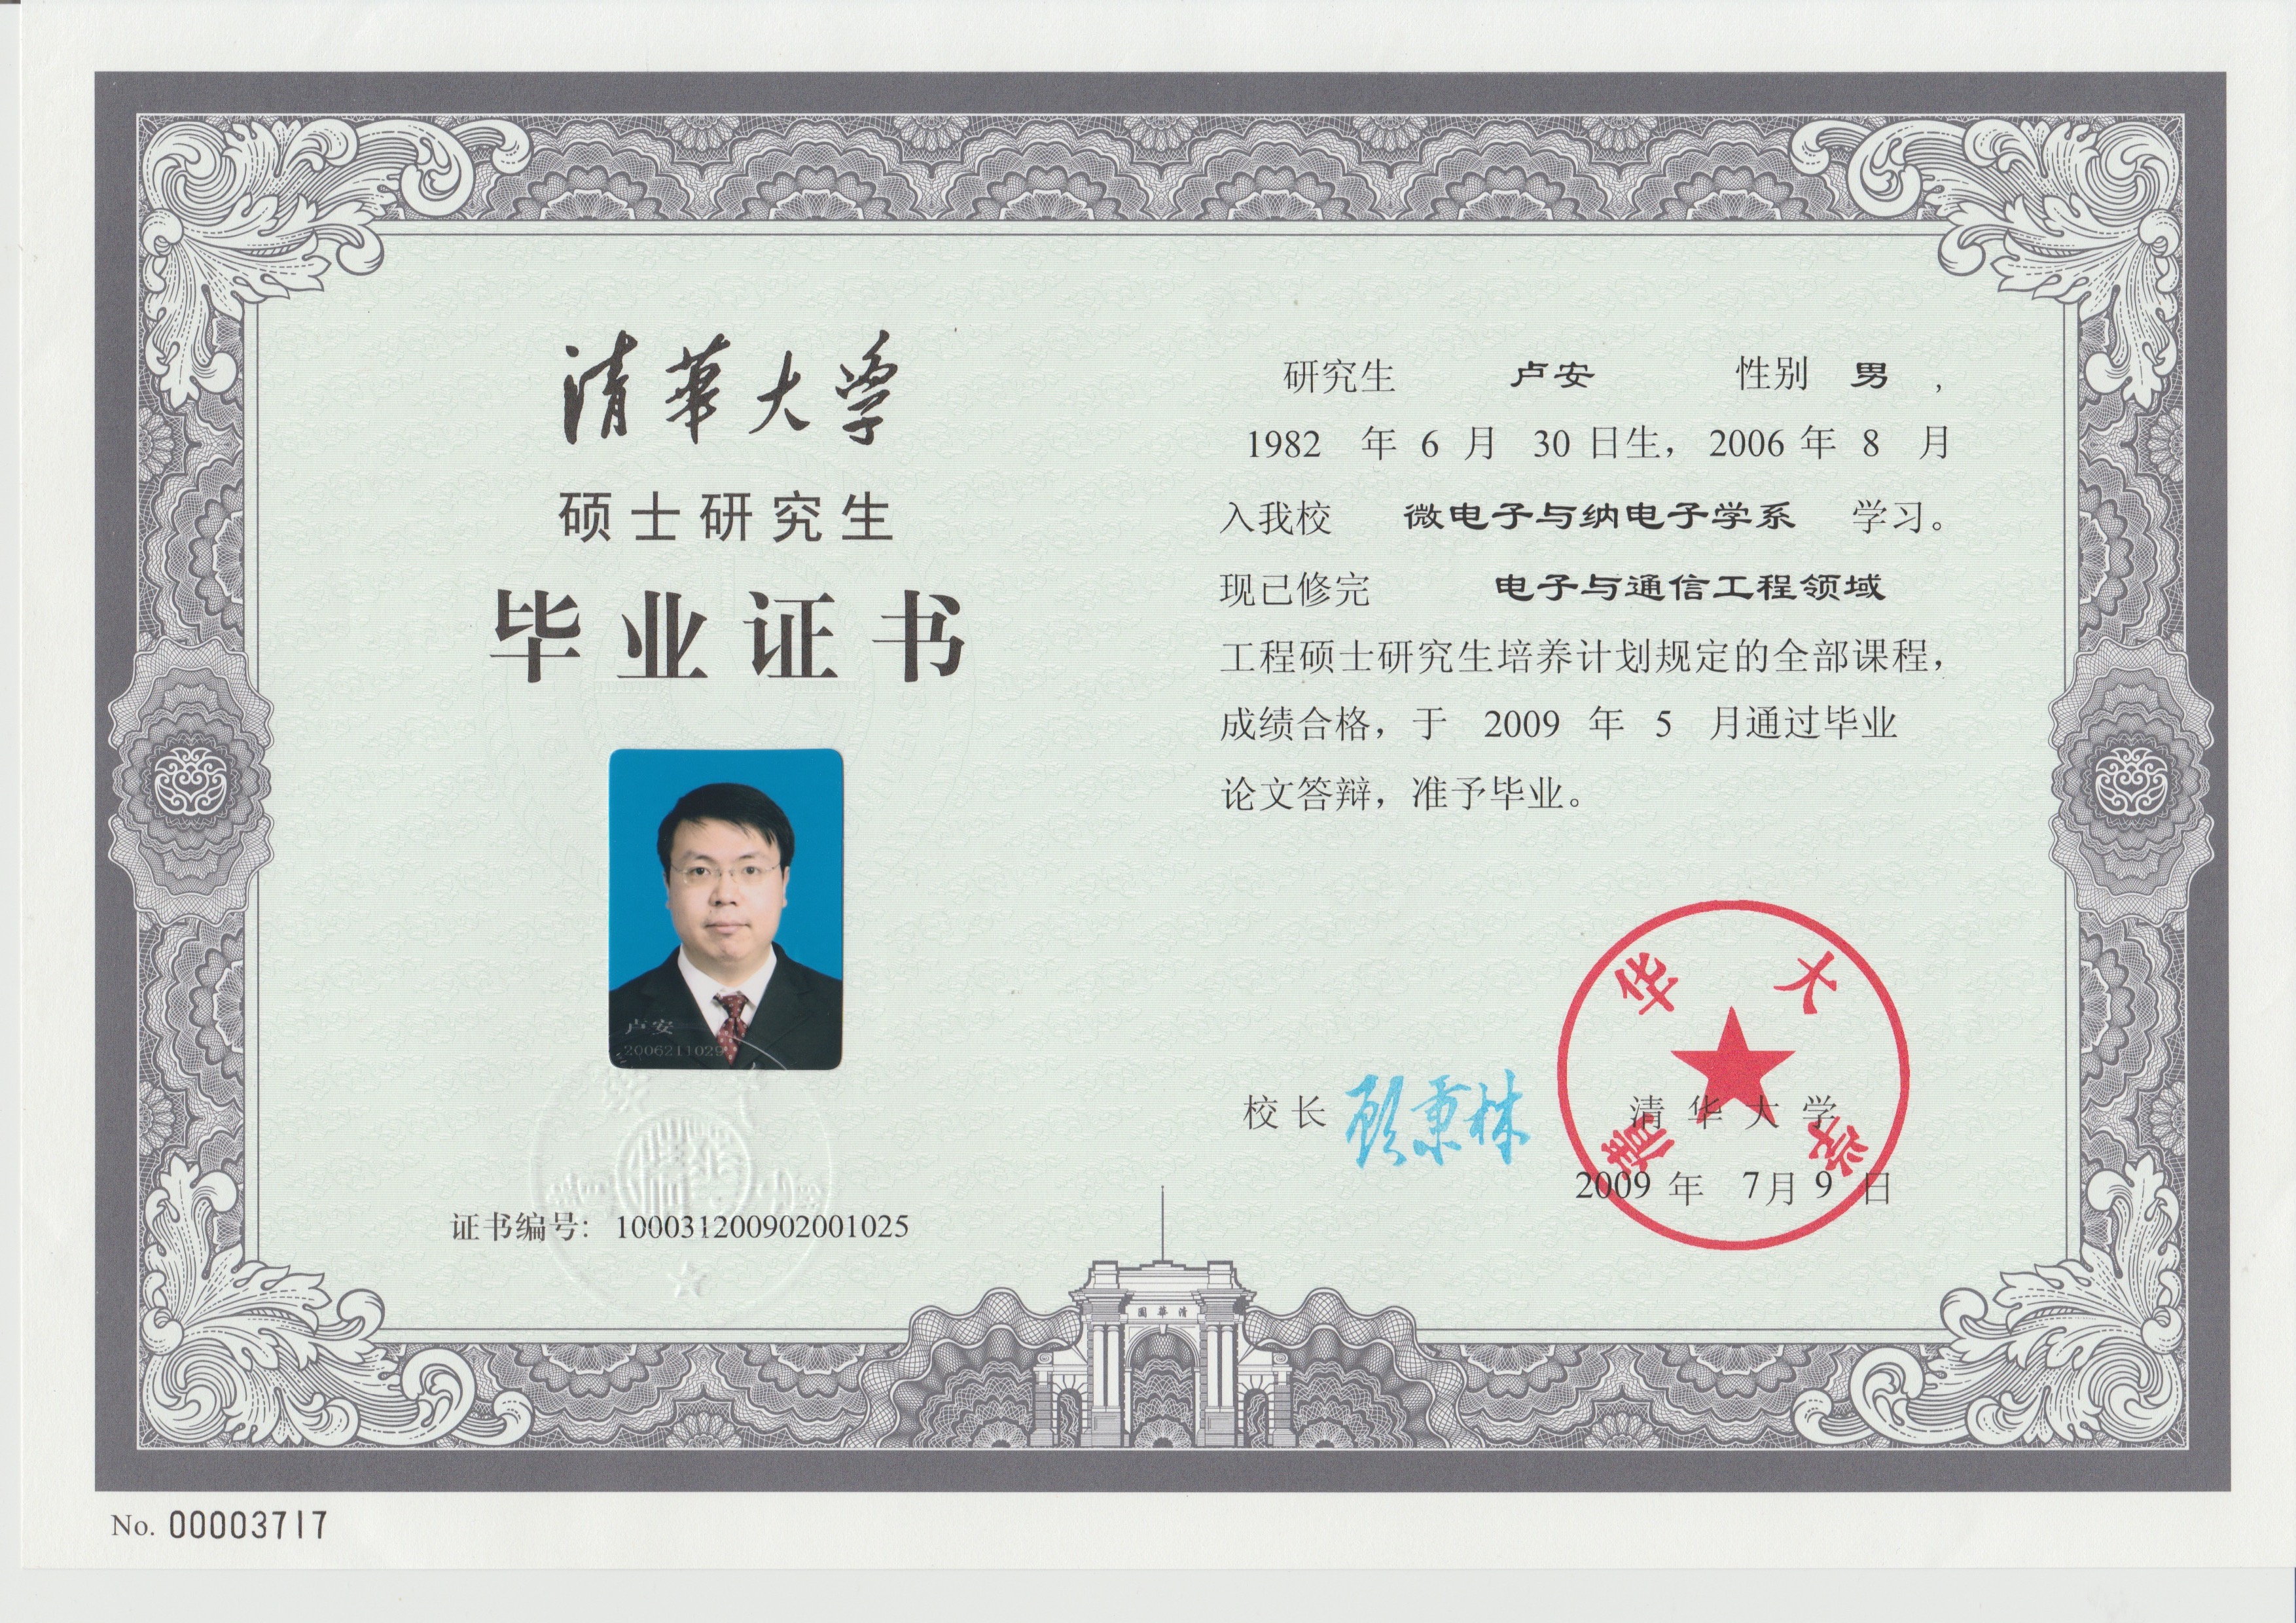 清華大学
硕士研究生
毕业证书
卢安
2006211029
证书编号: 100031200902001025
研究生 卢安 性别 男 ,
1982 年 6 月 30 日生, 2006 年 8 月
入我校 微电子与纳电子学系 学习。
现已修完 电子与通信工程领域
工程硕士研究生培养计划规定的全部课程,
成绩合格, 于 2009 年 5 月通过毕业
论文答辩, 准予毕业。
校长 顾秉林
清华大学
清华大学
2009 年 7月 9 日
清華園
No. 00003717